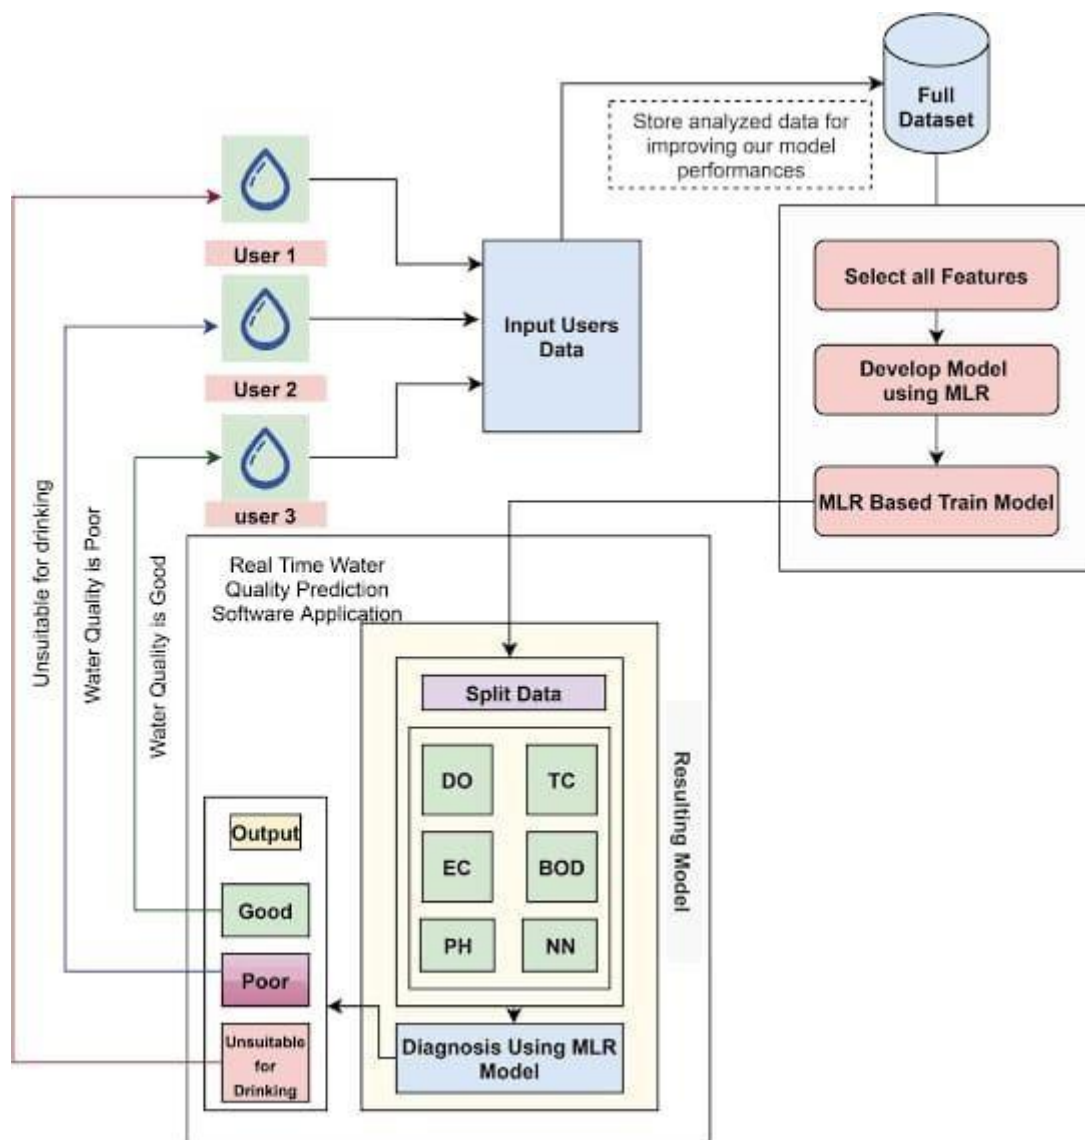 Full
Dataset
Store analyzed data for
improving our model
performances
User 1
User 2
user 3
Input Users
Data
Select all Features
Develop Model
using MLR
MLR Based Train Model
Unsuitable for drinking
Water Quality is Poor
Water Quality is Good
Real Time Water
Quality Prediction
Software Application
Split Data
DO
TC
EC
BOD
PH
NN
Resulting Model
Diagnosis Using MLR
Model
Output
Good
Poor
Unsuitable
for
Drinking